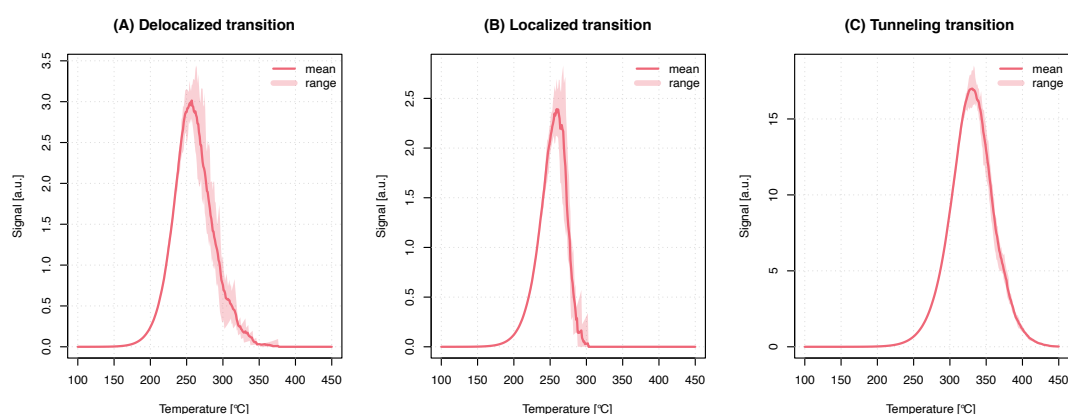 (A) Delocalized transition
mean
range
3.5
3.0
2.5
2.0
1.5
1.0
0.5
0.0
Signal [a.u.]
100 150 200 250 300 350 400 450
Temperature [°C]
(B) Localized transition
mean
range
2.5
2.0
1.5
1.0
0.5
0.0
Signal [a.u.]
100 150 200 250 300 350 400 450
Temperature [°C]
(C) Tunneling transition
mean
range
15
10
5
0
Signal [a.u.]
100 150 200 250 300 350 400 450
Temperature [°C]